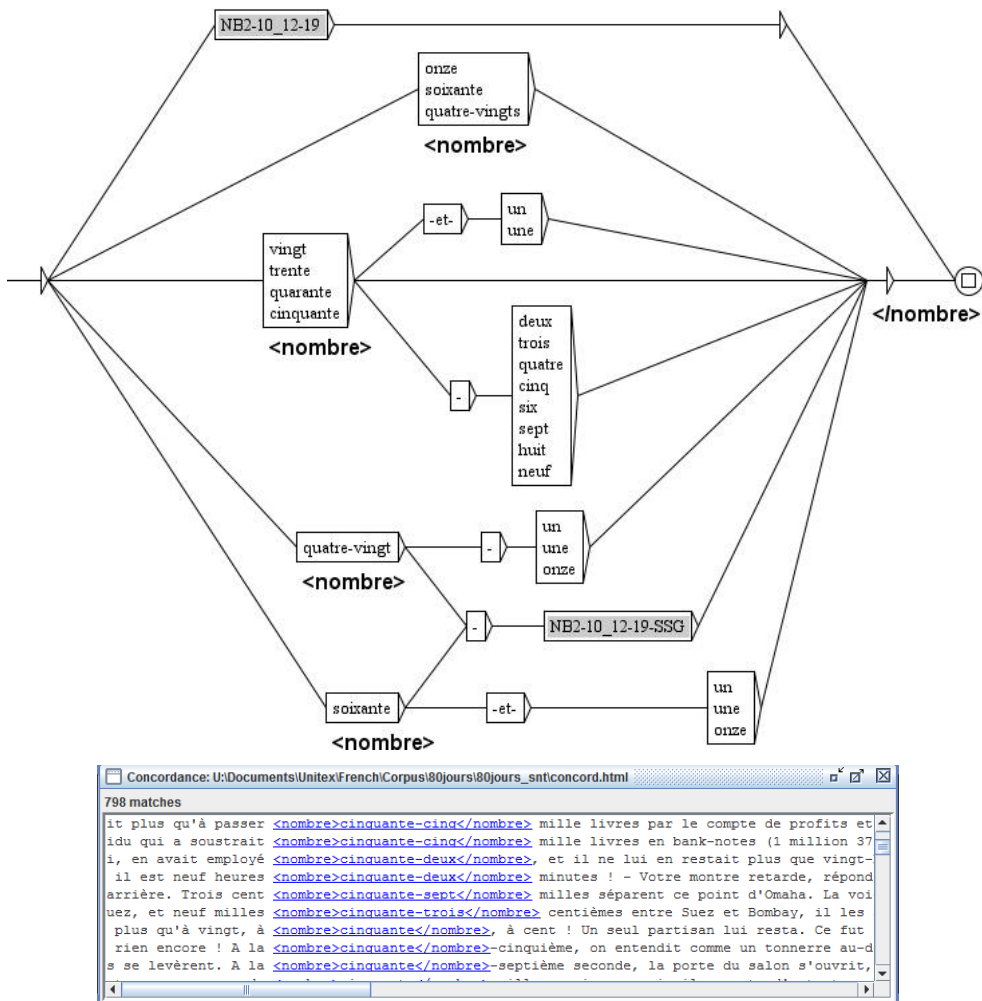 NB2-10_12-19
onze
soixante
quatre-vingts
<nombre>
-et-
un
une
vingt
trente
quarante
cinquante
<nombre>
</nombre>
-
deux
trois
quatre
cinq
six
sept
huit
neuf
quatre-vingt
<nombre>
-
un
une
onze
-
NB2-10_12-19-SSG
soixante
<nombre>
-et-
un
une
onze
Concordance: U:\Documents\Unitex\French\Corpus\80jours\80jours_snt\concord.html
798 matches
it plus qu'à passer <nombre>cinquante-cinq</nombre> mille livres par le compte de profits et
idu qui a soustrait <nombre>cinquante-cinq</nombre> mille livres en bank-notes (1 million 37
i, en avait employé <nombre>cinquante-deux</nombre>, et il ne lui en restait plus que vingt-
il est neuf heures <nombre>cinquante-deux</nombre> minutes ! - Votre montre retarde, répond
arrière. Trois cent <nombre>cinquante-sept</nombre> milles séparent ce point d'Omaha. La voi
uez, et neuf milles <nombre>cinquante-trois</nombre> centièmes entre Suez et Bombay, il les
plus qu'à vingt, à <nombre>cinquante</nombre>, à cent ! Un seul partisan lui resta. Ce fut
rien encore ! A la <nombre>cinquante</nombre>-cinquième, on entendit comme un tonnerre au-d
s se levèrent. A la <nombre>cinquante</nombre>-septième seconde, la porte du salon s'ouvrit,